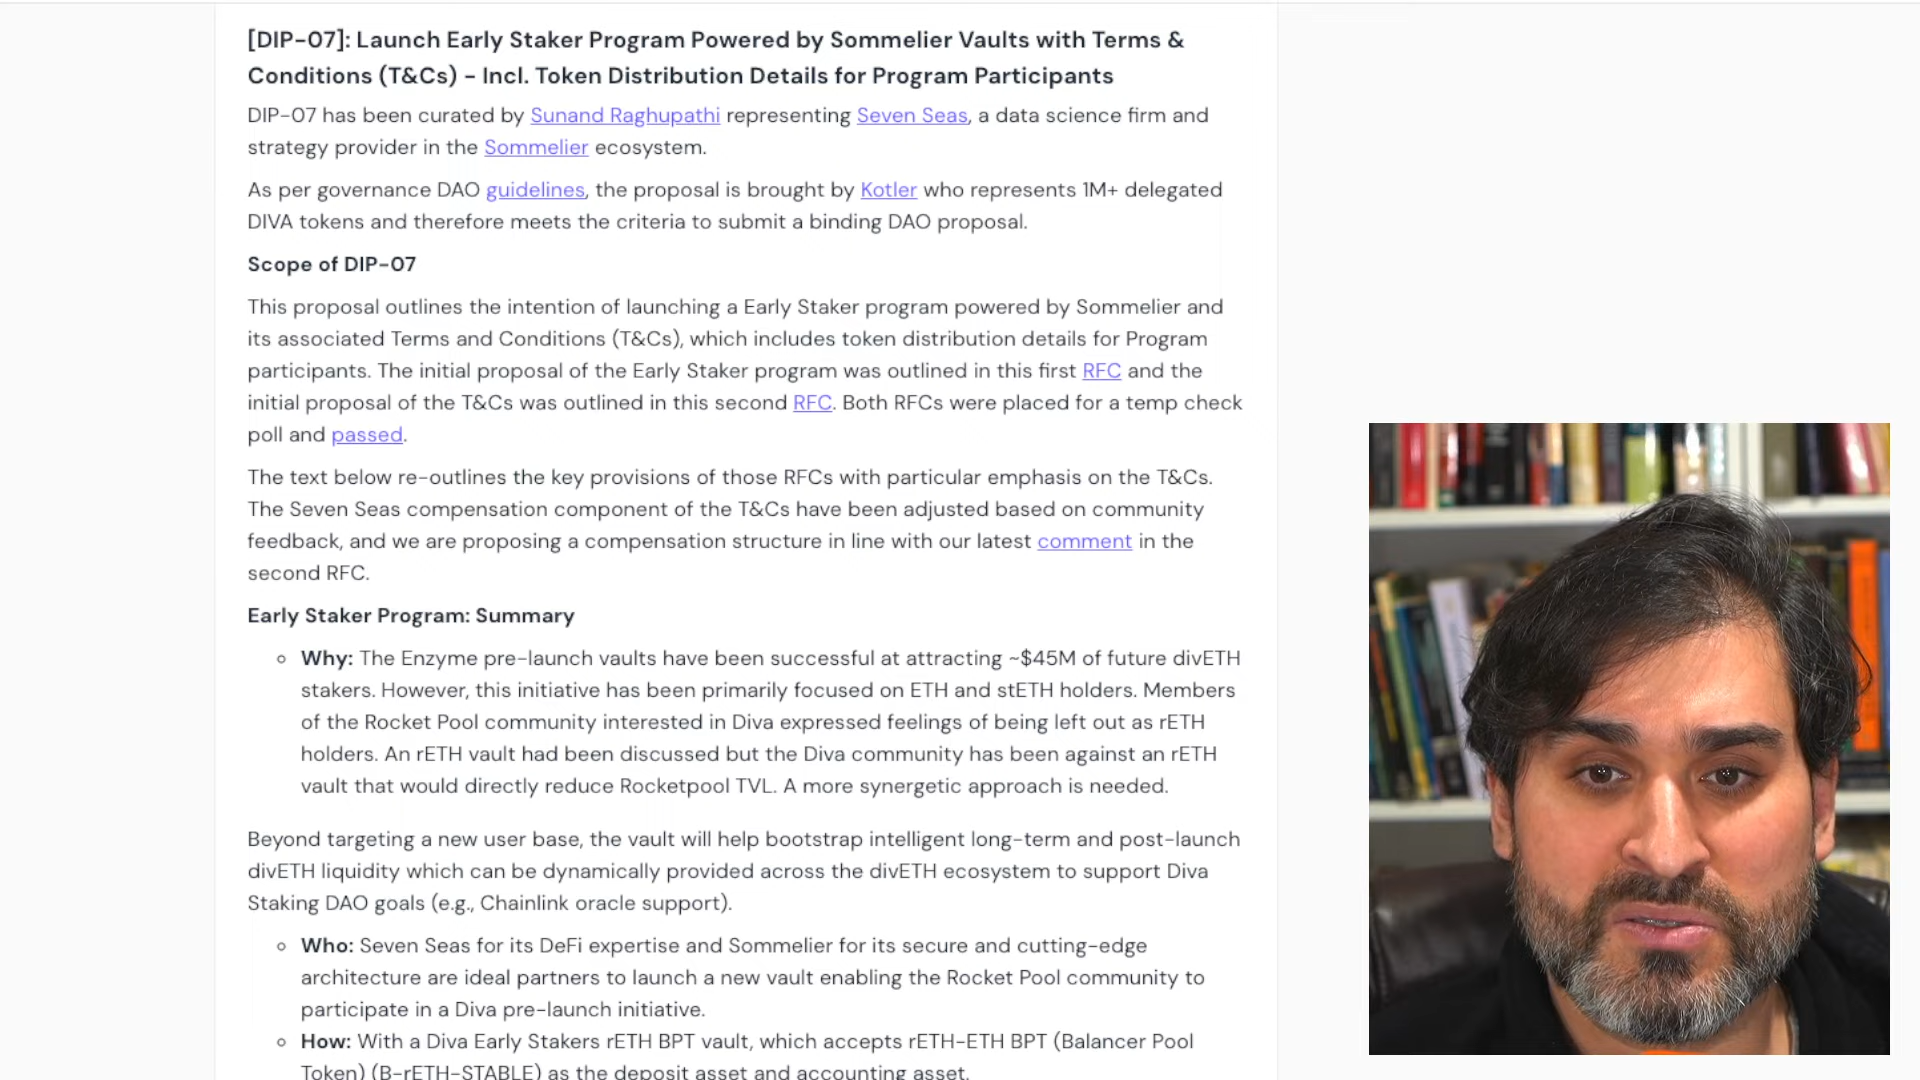 [DIP-07]: Launch Early Staker Program Powered by Sommelier Vaults with Terms &
Conditions (T&Cs) – Incl. Token Distribution Details for Program Participants
DIP-07 has been curated by Sunand Raghupathi representing Seven Seas, a data science firm and
strategy provider in the Sommelier ecosystem.
As per governance DAO guidelines, the proposal is brought by Kotler who represents 1M+ delegated
DIVA tokens and therefore meets the criteria to submit a binding DAO proposal.
Scope of DIP-07
This proposal outlines the intention of launching a Early Staker program powered by Sommelier and
its associated Terms and Conditions (T&Cs), which includes token distribution details for Program
participants. The initial proposal of the Early Staker program was outlined in this first RFC and the
initial proposal of the T&Cs was outlined in this second RFC. Both RFCs were placed for a temp check
poll and passed.
The text below re-outlines the key provisions of those RFCs with particular emphasis on the T&Cs.
The Seven Seas compensation component of the T&Cs have been adjusted based on community
feedback, and we are proposing a compensation structure in line with our latest comment in the
second RFC.
Early Staker Program: Summary
Why: The Enzyme pre-launch vaults have been successful at attracting ~$45M of future divETH
stakers. However, this initiative has been primarily focused on ETH and stETH holders. Members
of the Rocket Pool community interested in Diva expressed feelings of being left out as rETH
holders. An rETH vault had been discussed but the Diva community has been against an rETH
vault that would directly reduce Rocketpool TVL. A more synergetic approach is needed.
Beyond targeting a new user base, the vault will help bootstrap intelligent long-term and post-launch
divETH liquidity which can be dynamically provided across the divETH ecosystem to support Diva
Staking DAO goals (e.g., Chainlink oracle support).
Who: Seven Seas for its DeFi expertise and Sommelier for its secure and cutting-edge
architecture are ideal partners to launch a new vault enabling the Rocket Pool community to
participate in a Diva pre-launch initiative.
How: With a Diva Early Stakers rETH BPT vault, which accepts rETH-ETH BPT (Balancer Pool
Token) (B-rETH-STABLE) as the deposit asset and accounting asset.